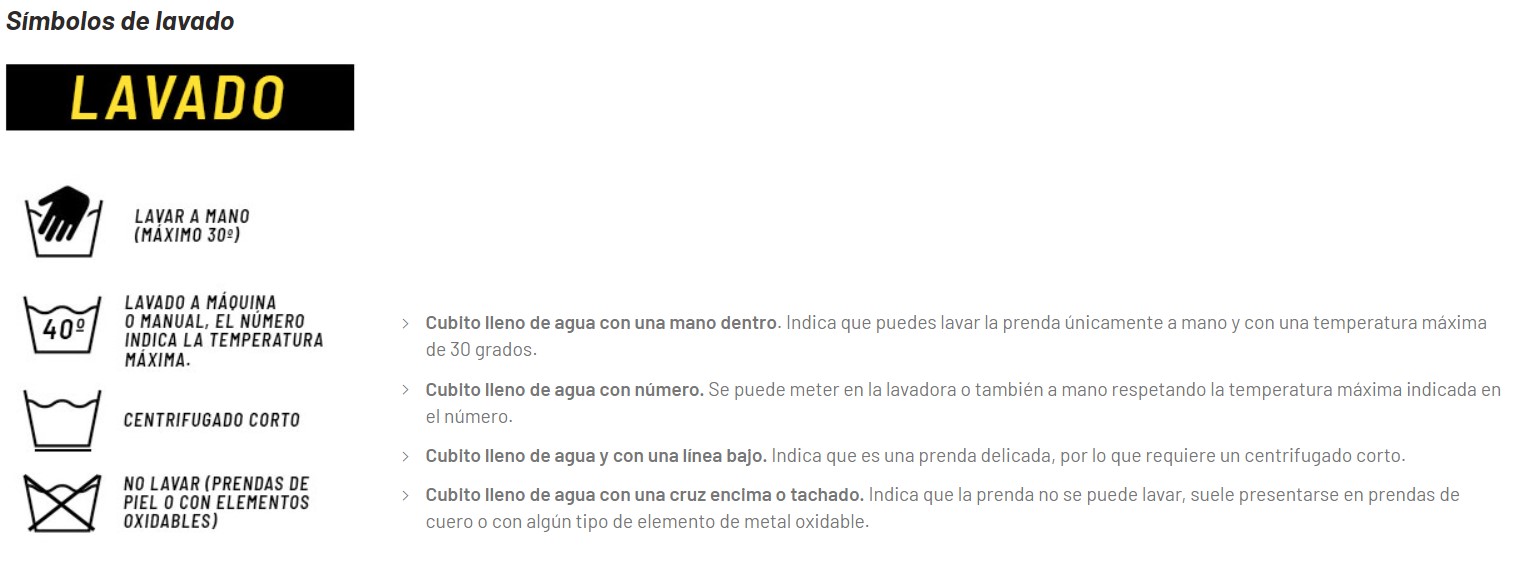 Símbolos de lavado
LAVADO
LAVAR A MANO
(MÁXIMO 30º)
40º
LAVADO A MÁQUINA
O MANUAL, EL NÚMERO
INDICA LA TEMPERATURA
MÁXIMA.
CENTRIFUGADO CORTO
NO LAVAR (PRENDAS DE
PIEL O CON ELEMENTOS
OXIDABLES)
Cubito lleno de agua con una mano dentro. Indica que puedes lavar la prenda únicamente a mano y con una temperatura máxima
de 30 grados.
Cubito lleno de agua con número. Se puede meter en la lavadora o también a mano respetando la temperatura máxima indicada en
el número.
Cubito lleno de agua y con una línea bajo. Indica que es una prenda delicada, por lo que requiere un centrifugado corto.
Cubito lleno de agua con una cruz encima o tachado. Indica que la prenda no se puede lavar, suele presentarse en prendas de
cuero o con algún tipo de elemento de metal oxidable.